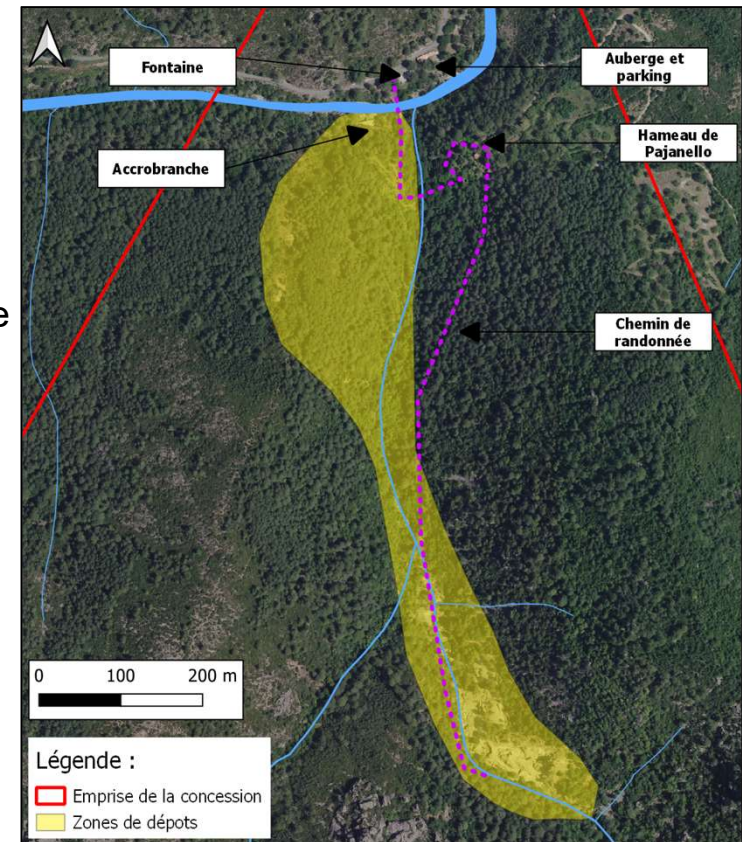 Fontaine
Auberge et
parking
Accrobranche
Hameau de
Pajanello
e
Chemin de
randonnée
0 100 200 m
Légende :
Emprise de la concession
Zones de dépots